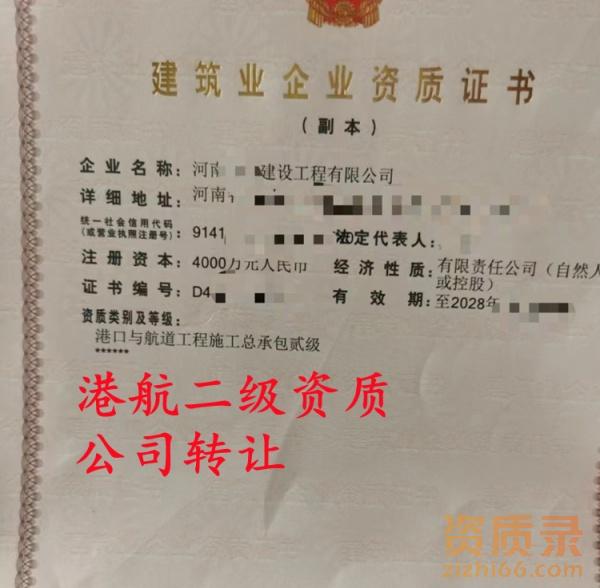 建筑业企业资质证书
（副本）
企业名称：河南 建设工程有限公司
详细地址：河南
统一社会信用代码
（或营业执照注册号）：9141 法定代表人：
注册资本：4000万元人民币 经济性质：有限责任公司（自然人
或控股）
证书编号：D4 有效期：至2028年
资质类别及等级：
港口与航道工程施工总承包贰级
******
港航二级资质
公司转让
资质录
zizhi66.com